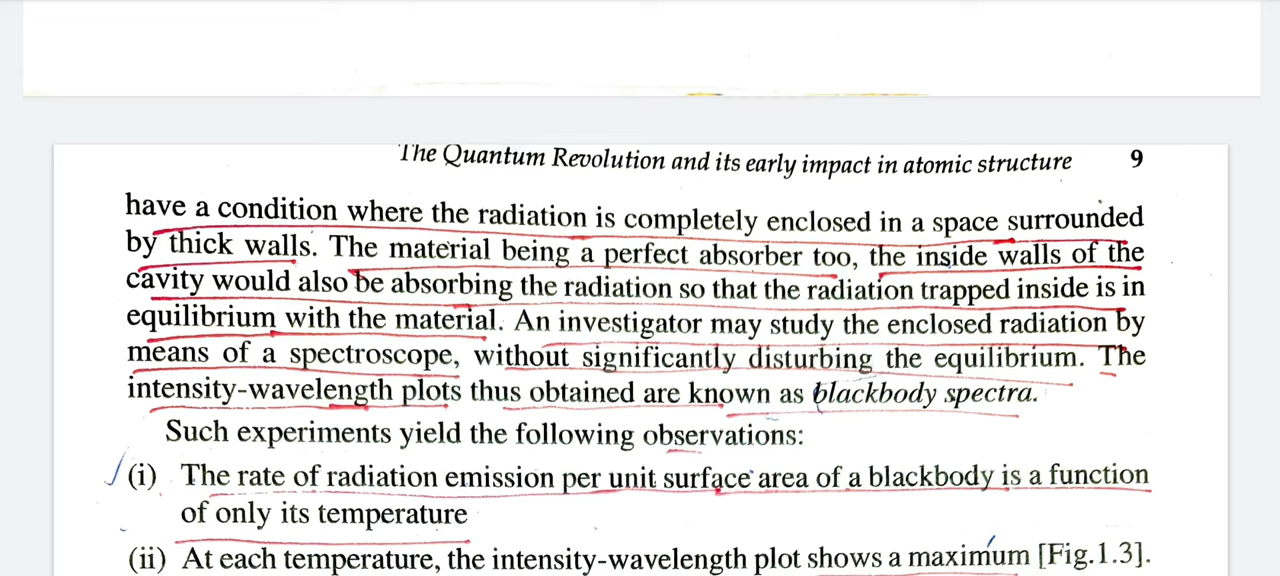 The Quantum Revolution and its early impact in atomic structure 9
have a condition where the radiation is completely enclosed in a space surrounded
by thick walls. The material being a perfect absorber too, the inside walls of the
cavity would also be absorbing the radiation so that the radiation trapped inside is in
equilibrium with the material. An investigator may study the enclosed radiation by
means of a spectroscope, without significantly disturbing the equilibrium. The
intensity-wavelength plots thus obtained are known as blackbody spectra.
Such experiments yield the following observations:
(i) The rate of radiation emission per unit surface area of a blackbody is a function
of only its temperature
(ii) At each temperature, the intensity-wavelength plot shows a maximum [Fig.1.3].